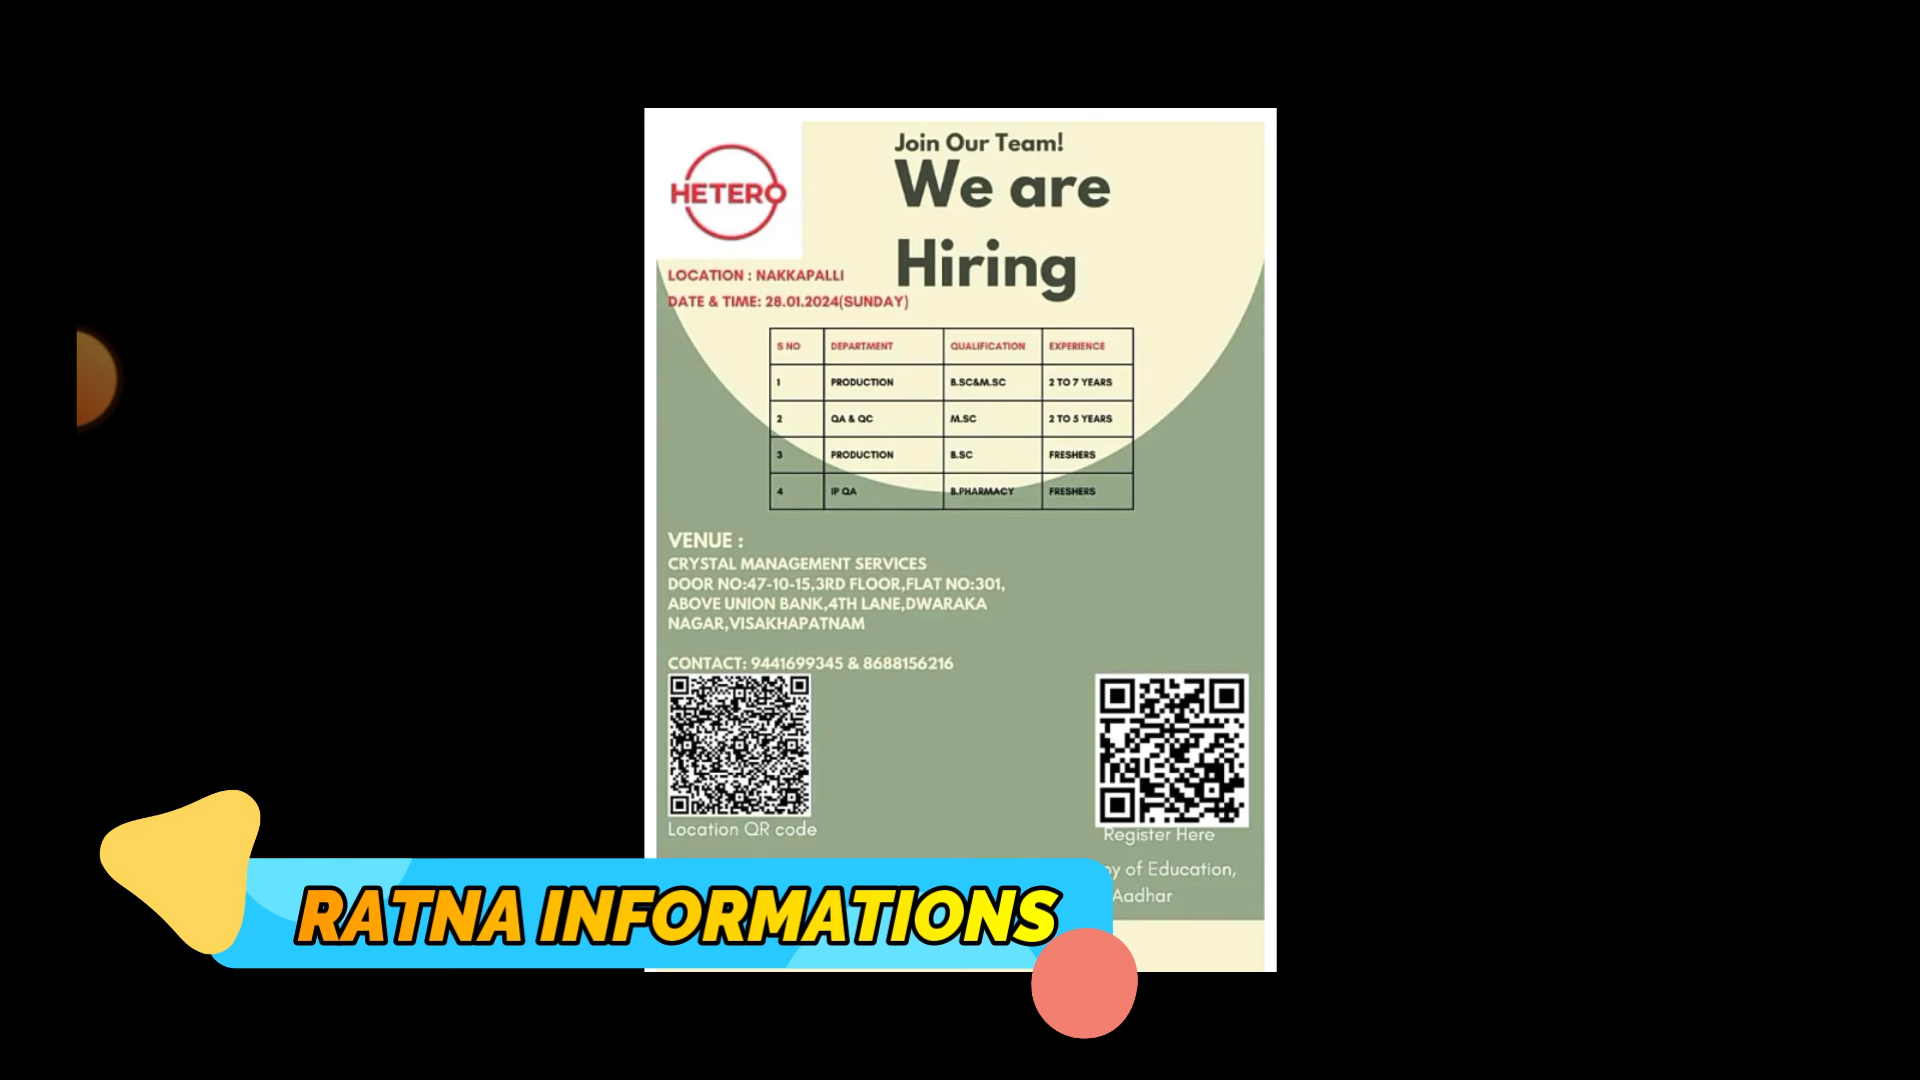 Join Our Team!
We are
Hiring
HETERO
LOCATION : NAKKAPALLI
DATE & TIME: 28.01.2024(SUNDAY)
S NO DEPARTMENT QUALIFICATION EXPERIENCE
1 PRODUCTION B.SC&M.SC 2 TO 7 YEARS
2 QA & QC M.SC 2 TO 5 YEARS
3 PRODUCTION B.SC FRESHERS
4 IP QA B.PHARMACY FRESHERS
VENUE :
CRYSTAL MANAGEMENT SERVICES
DOOR NO:47-10-15,3RD FLOOR,FLAT NO:301,
ABOVE UNION BANK,4TH LANE,DWARAKA
NAGAR,VISAKHAPATNAM
CONTACT: 9441699345 & 8688156216
Location QR code
Register Here
of Education,
Aadhar
RATNA INFORMATIONS